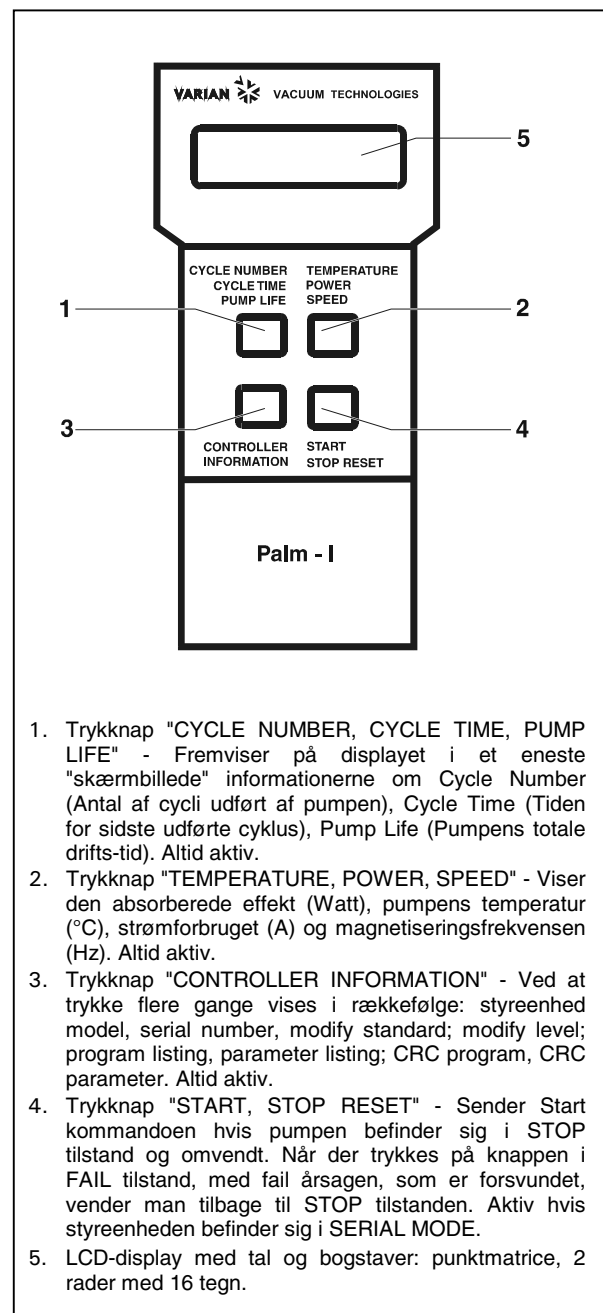 VARIAN VACUUM TECHNOLOGIES
5
CYCLE NUMBER
CYCLE TIME
PUMP LIFE
TEMPERATURE
POWER
SPEED
1
2
3
4
CONTROLLER
INFORMATION
START
STOP RESET
Palm - I
1. Trykknap "CYCLE NUMBER, CYCLE TIME, PUMP
LIFE" - Fremviser på displayet i et eneste
"skærmbillede" informationerne om Cycle Number
(Antal af cycli udført af pumpen), Cycle Time (Tiden
for sidste udførte cyklus), Pump Life (Pumpens totale
drifts-tid). Altid aktiv.
2. Trykknap "TEMPERATURE, POWER, SPEED" - Viser
den absorberede effekt (Watt), pumpens temperatur
(°C), strømforbruget (A) og magnetiseringsfrekvensen
(Hz). Altid aktiv.
3. Trykknap "CONTROLLER INFORMATION" - Ved at
trykke flere gange vises i rækkefølge: styreenhed
model, serial number, modify standard; modify level;
program listing, parameter listing; CRC program, CRC
parameter. Altid aktiv.
4. Trykknap "START, STOP RESET" - Sender Start
kommandoen hvis pumpen befinder sig i STOP
tilstand og omvendt. Når der trykkes på knappen i
FAIL tilstand, med fail årsagen, som er forsvundet,
vender man tilbage til STOP tilstanden. Aktiv hvis
styreenheden befinder sig i SERIAL MODE.
5. LCD-display med tal og bogstaver: punktmatrice, 2
rader med 16 tegn.